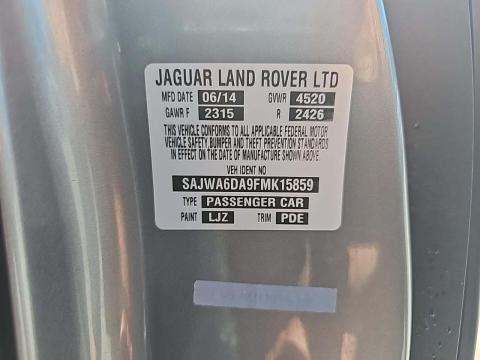 JAGUAR LAND ROVER LTD
MFD DATE 06/14 GVWR 4520
GAWR F 2315 R 2426
THIS VEHICLE CONFORMS TO ALL APPLICABLE FEDERAL MOTOR
VEHICLE SAFETY, BUMPER AND THEFT PREVENTION STANDARDS
IN EFFECT ON THE DATE OF MANUFACTURE SHOWN ABOVE.
VEH IDENT NO
SAJWA6DA9FMK15859
TYPE PASSENGER CAR
PAINT LJZ TRIM PDE